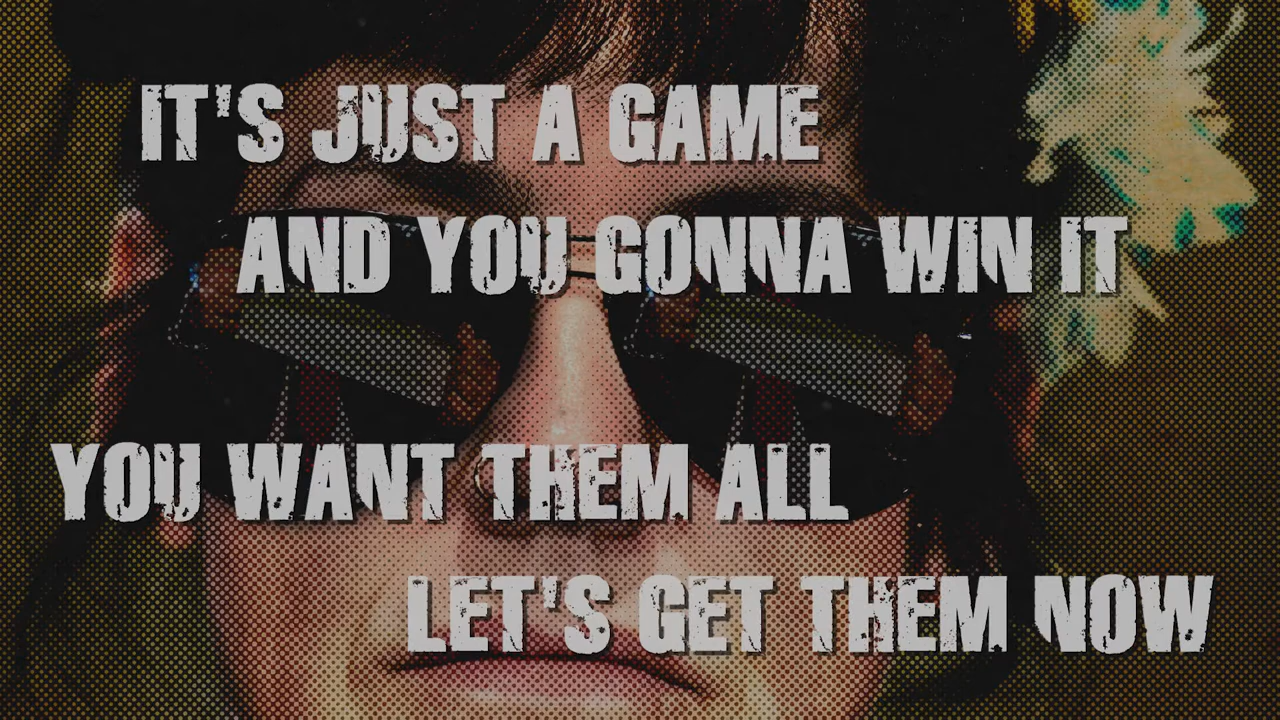 IT'S JUST A GAME
AND YOU GONNA WIN IT
YOU WANT THEM ALL
LET'S GET THEM NOW